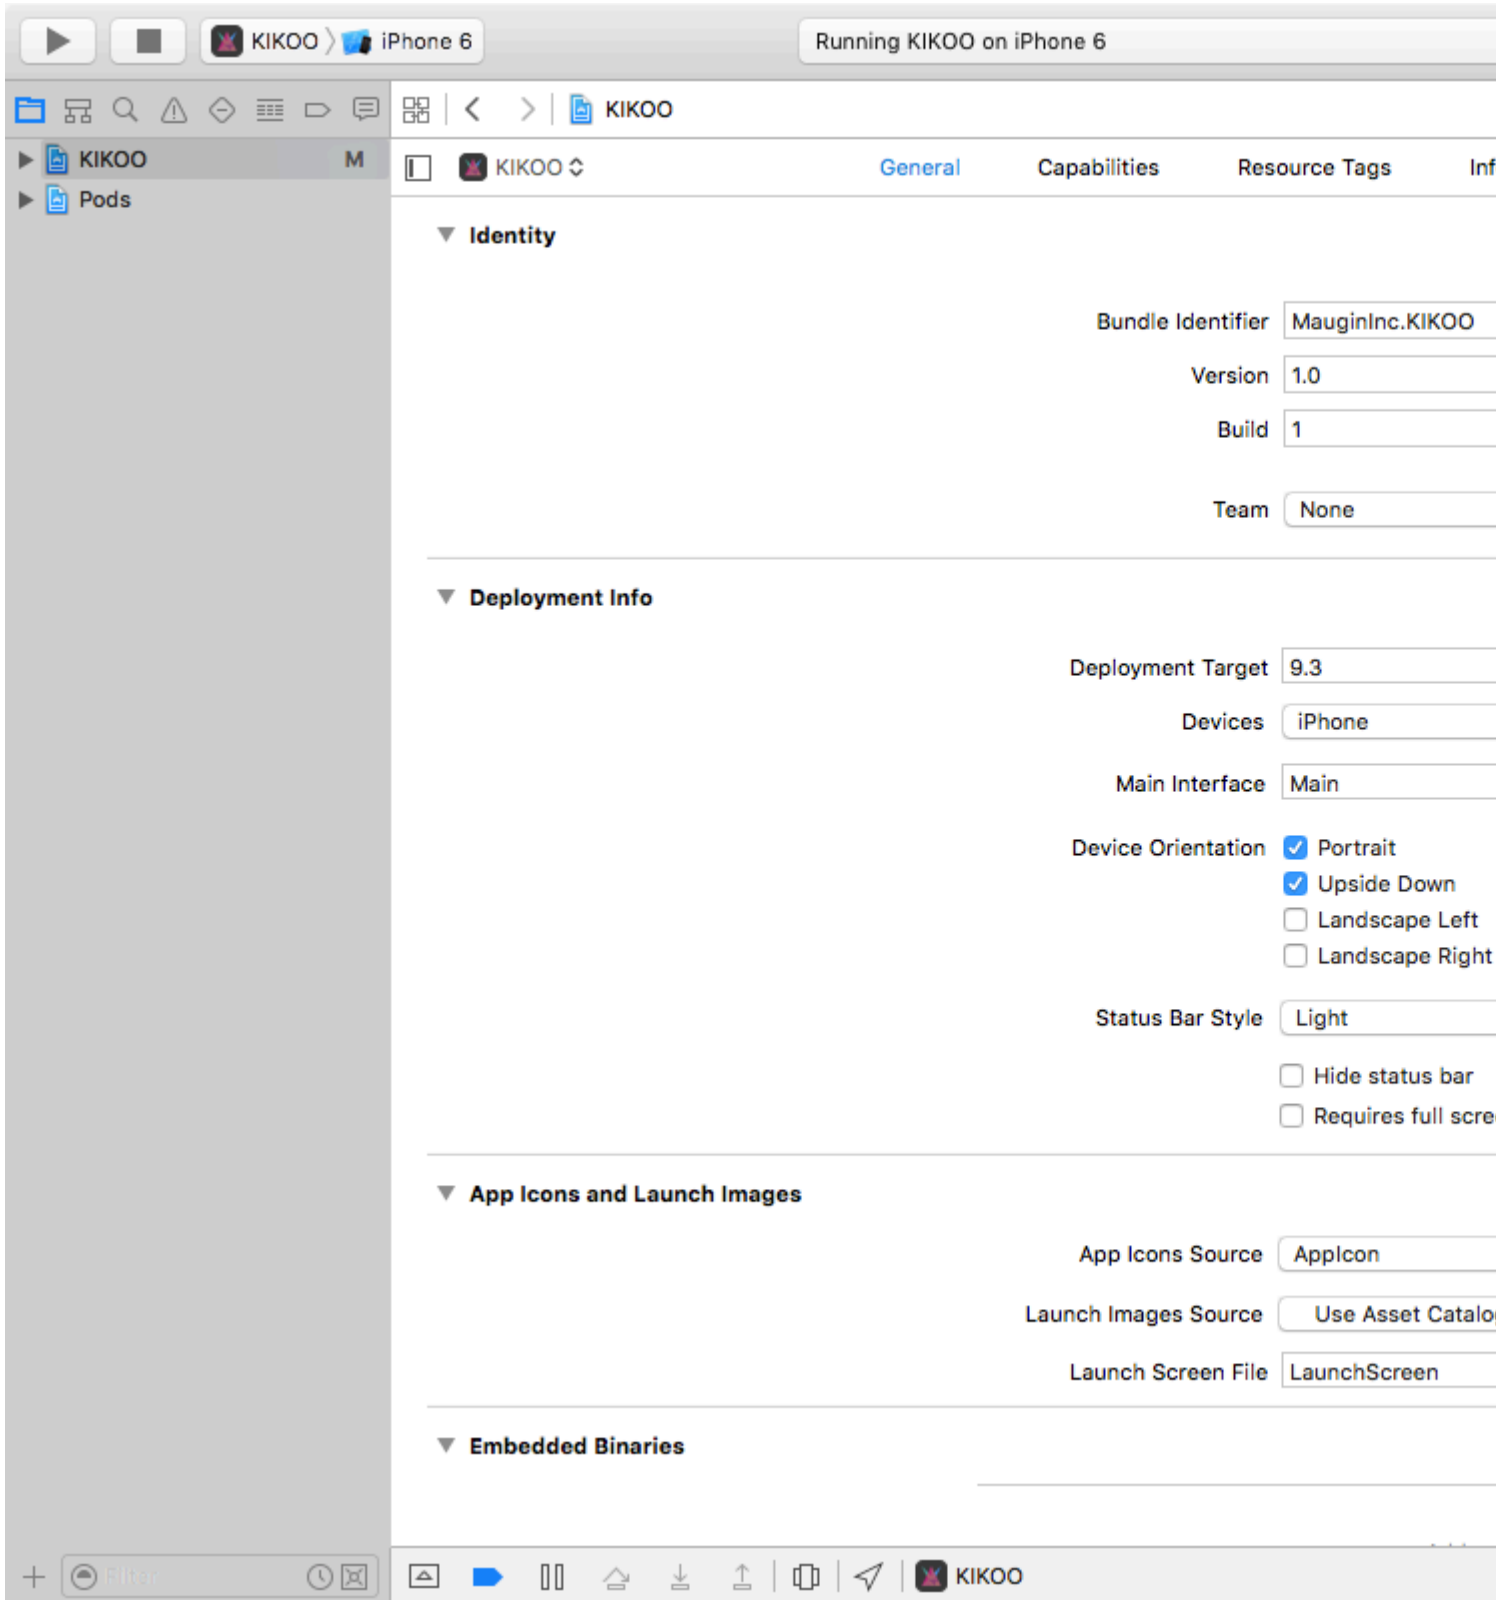 KIKOO iPhone 6
Running KIKOO on iPhone 6
KIKOO
KIKOO M
Pods
KIKOO
General Capabilities Resource Tags
Identity
Bundle Identifier MauginInc.KIKOO
Version 1.0
Build 1
Team None
Deployment Info
Deployment Target 9.3
Devices iPhone
Main Interface Main
Device Orientation Portrait
Upside Down
Landscape Left
Landscape Right
Status Bar Style Light
Hide status bar
Requires full scre
App Icons and Launch Images
App Icons Source AppIcon
Launch Images Source Use Asset Catalo
Launch Screen File LaunchScreen
Embedded Binaries
Filter
KIKOO